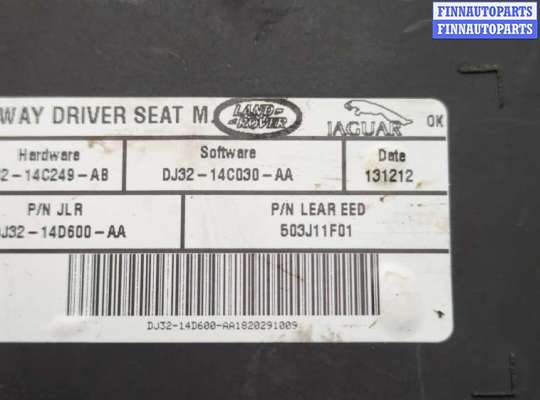 FINNAUTOPARTS
FINNAUTOPARTS
WAY DRIVER SEAT M. LAND-ROVER JAGUAR OK
Hardware Software Date
2-14C249-AB DJ32-14C030-AA 131212
P/N JLR P/N LEAR EED
J32-14D600-AA 503J11F01
DJ32-14D600-AA1820291009